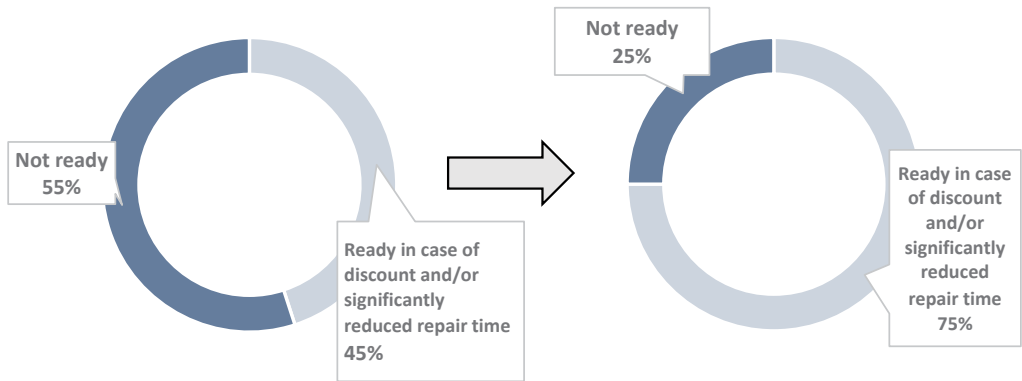 Not ready
55%
Ready in case of
discount and/or
significantly
reduced repair time
45%
Not ready
25%
Ready in case
of discount
and/or
significantly
reduced
repair time
75%